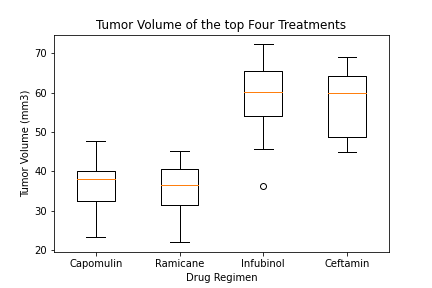 Tumor Volume of the top Four Treatments
Tumor Volume (mm3)
70
60
50
40
30
20
Capomulin Ramicane Infubinol Ceftamin
Drug Regimen